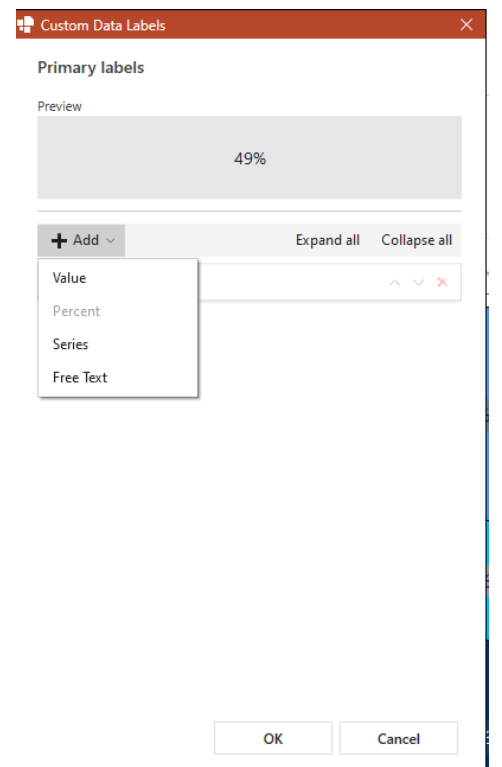 Custom Data Labels
Primary labels
Preview
49%
Add
Expand all Collapse all
Value
Percent
Series
Free Text
OK Cancel